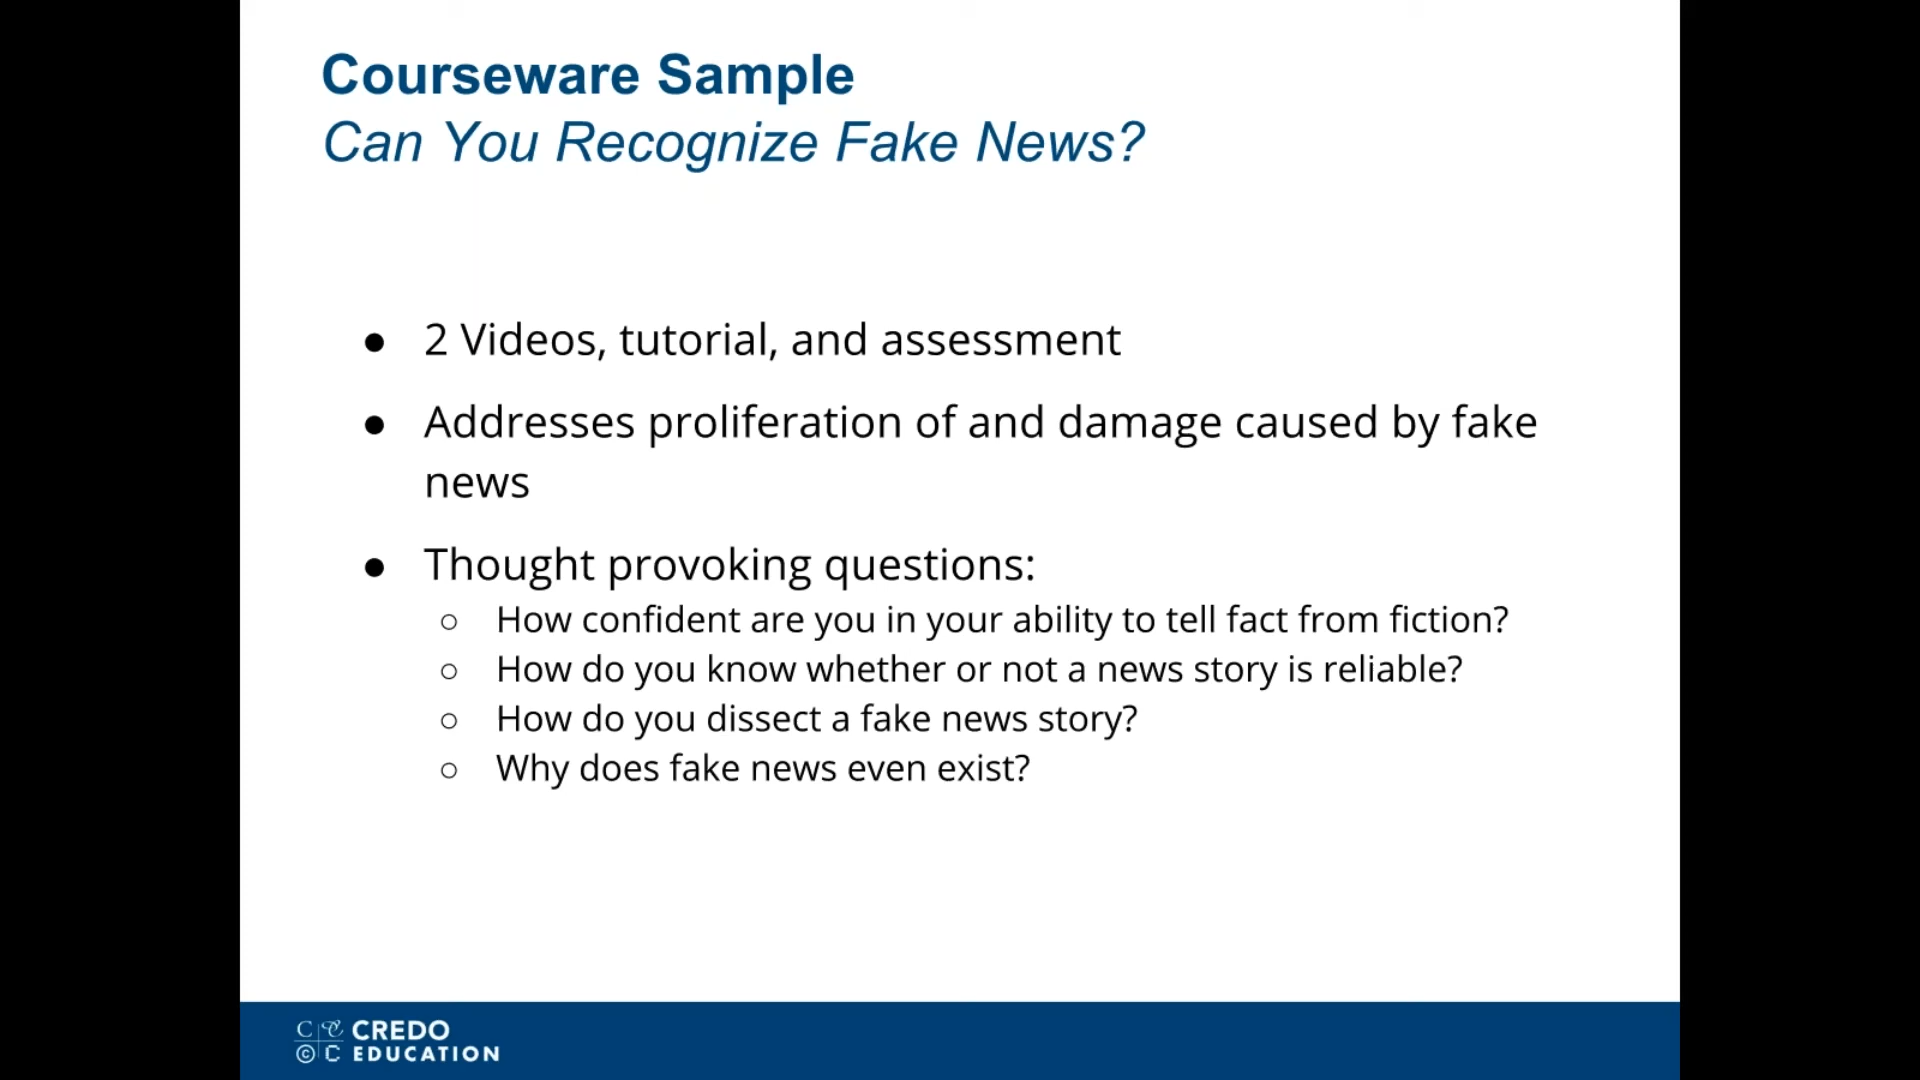 Courseware Sample
Can You Recognize Fake News?
● 2 Videos, tutorial, and assessment
● Addresses proliferation of and damage caused by fake
news
● Thought provoking questions:
○ How confident are you in your ability to tell fact from fiction?
○ How do you know whether or not a news story is reliable?
○ How do you dissect a fake news story?
○ Why does fake news even exist?
CREDO
EDUCATION